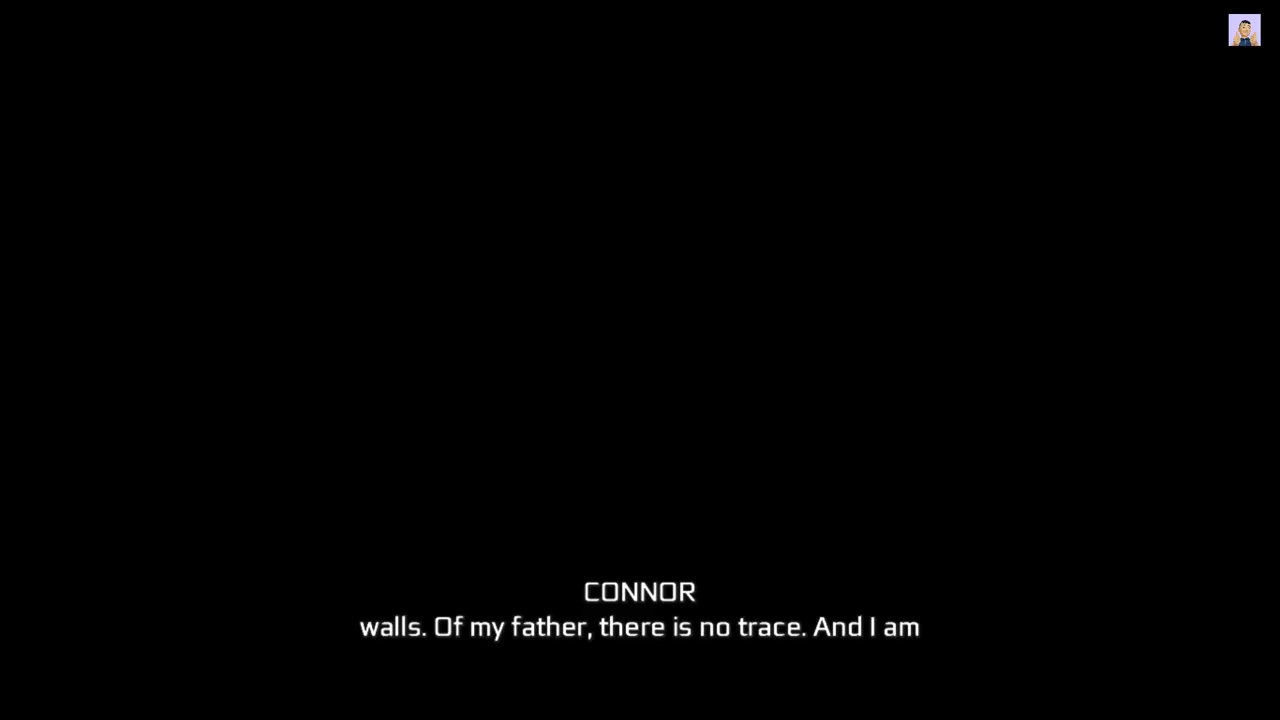 CONNOR
walls. Of my father, there is no trace. And I am